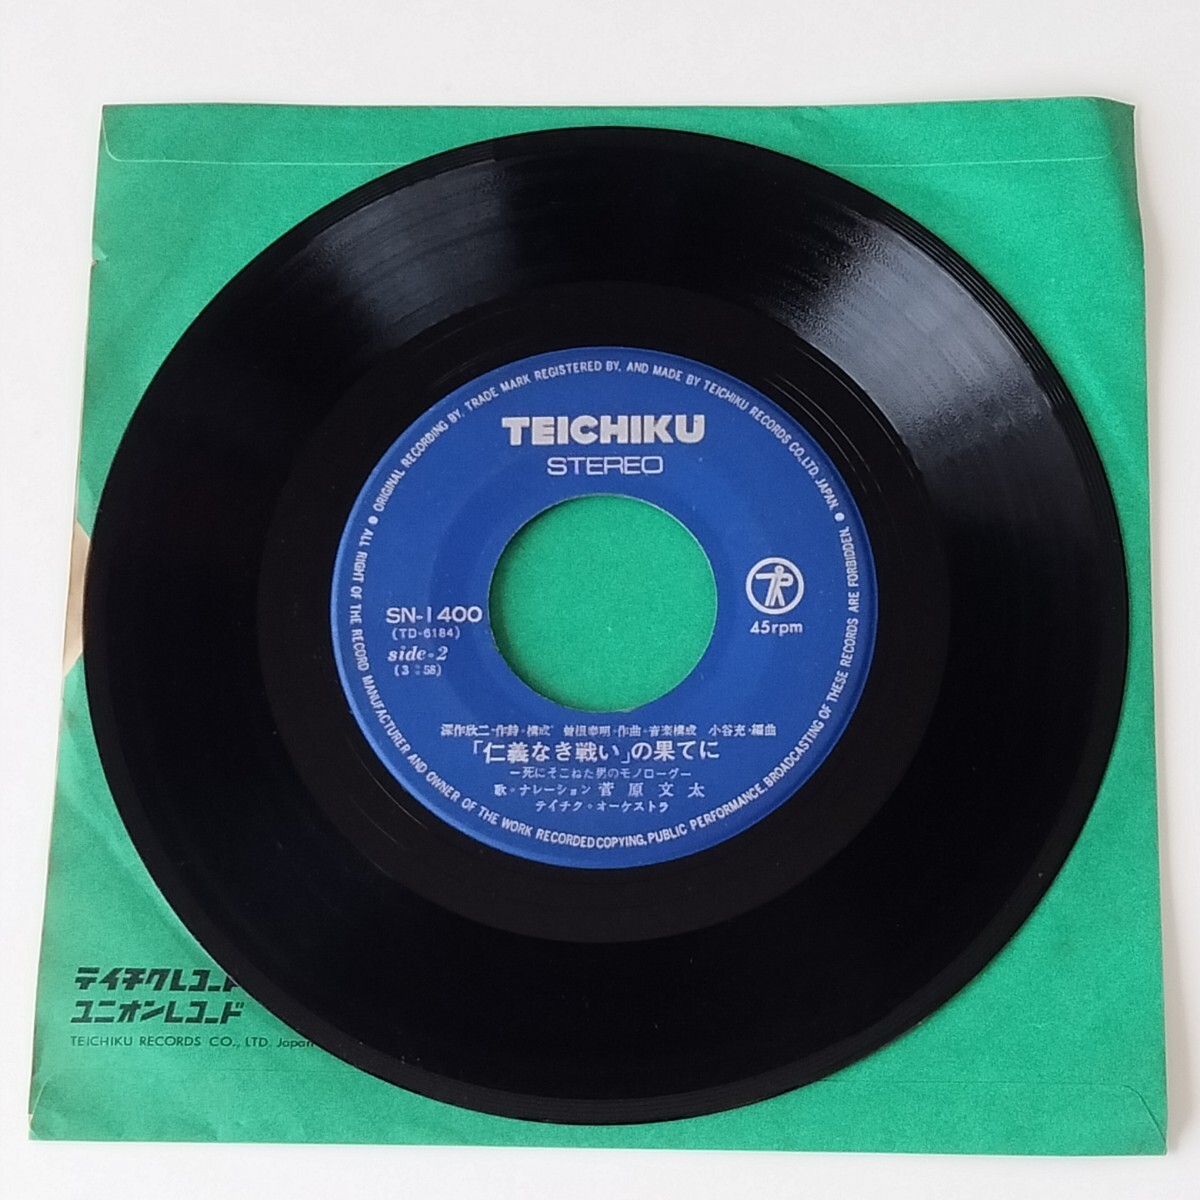 ORIGINAL RECORDING BY, TRADE MARK REGISTERED BY, AND MADE BY TEICHIKU RECORDS CO., LTD. JAPAN.
TEICHIKU
STEREO
SN-1400
(TD-6184)
side・2
(3：58)
45rpm
深作欣二・作詩・構成 曽根幸明・作曲・音楽構成 小谷充・編曲
「仁義なき戦い」の果てに
—死にそこねた男のモノローグ—
歌・ナレーション 菅原文太
テイチク・オーケストラ
ALL RIGHT OF THE RECORD MANUFACTURER AND OWNER OF THE WORK RECORDED COPYING, PUBLIC PERFORMANCE, BROADCASTING OF THESE RECORDS ARE FORBIDDEN.
テイチクレコード
ユニオンレコード
TEICHIKU RECORDS CO., LTD. Japan